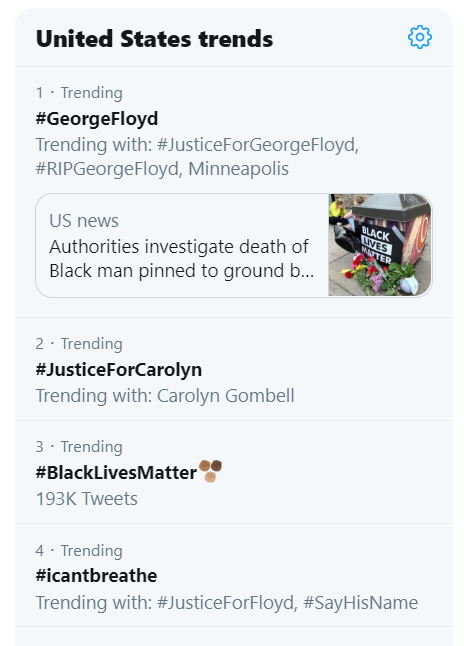 United States trends
1 · Trending
#GeorgeFloyd
Trending with: #JusticeForGeorgeFloyd,
#RIPGeorgeFloyd, Minneapolis
US news
Authorities investigate death of
Black man pinned to ground b...
BLACK
LIVES
MATTER
2 · Trending
#JusticeForCarolyn
Trending with: Carolyn Gombell
3 · Trending
#BlackLivesMatter✊🏾✊🏿✊🏽
193K Tweets
4 · Trending
#icantbreathe
Trending with: #JusticeForFloyd, #SayHisName